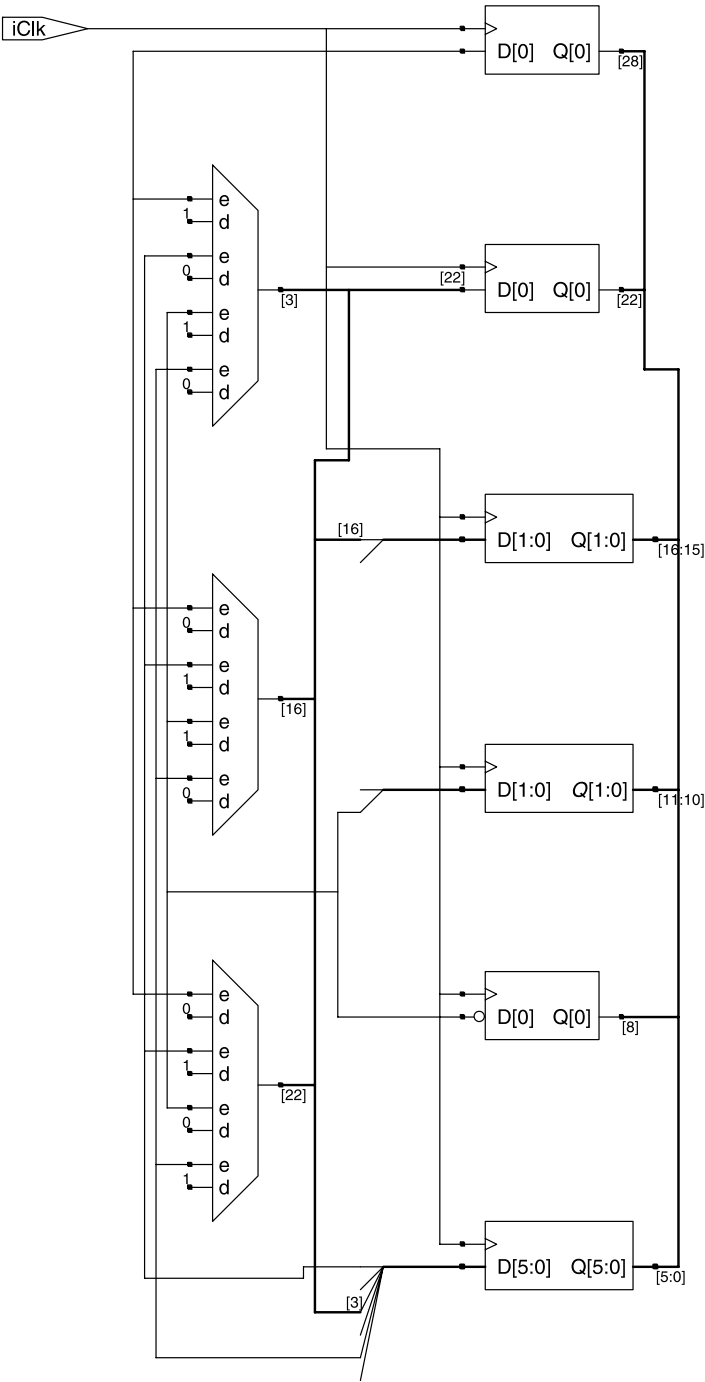 iClk
D[0] Q[0]
[28]
e
1
d
e
0
d
e
1
d
e
0
d
[3]
[22]
D[0] Q[0]
[22]
[16]
D[1:0] Q[1:0]
[16:15]
e
0
d
e
1
d
e
1
d
e
0
d
[16]
D[1:0] Q[1:0]
[11:10]
e
0
d
e
1
d
e
0
d
e
1
d
[22]
D[0] Q[0]
[8]
D[5:0] Q[5:0]
[5:0]
[3]